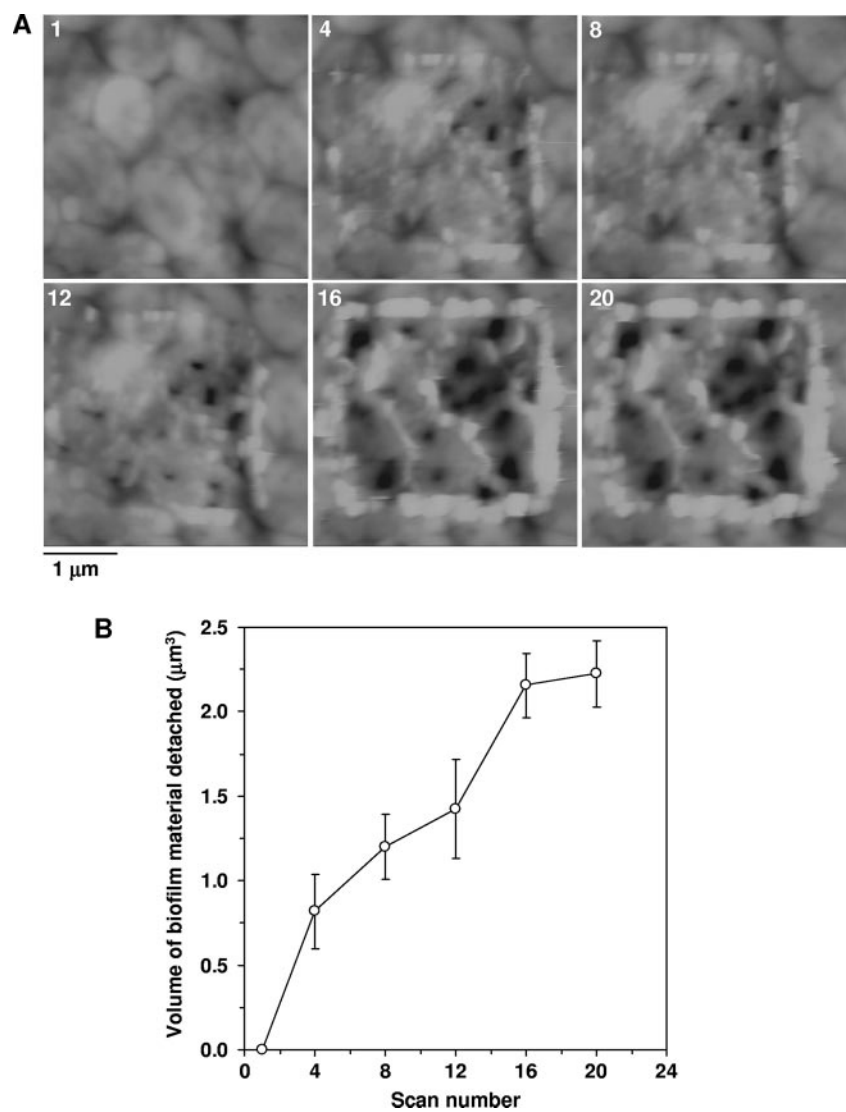 A
1
4
8
12
16
20
1 μm
B
Volume of biofilm material detached (μm³)
2.5
2.0
1.5
1.0
0.5
0.0
0 4 8 12 16 20 24
Scan number